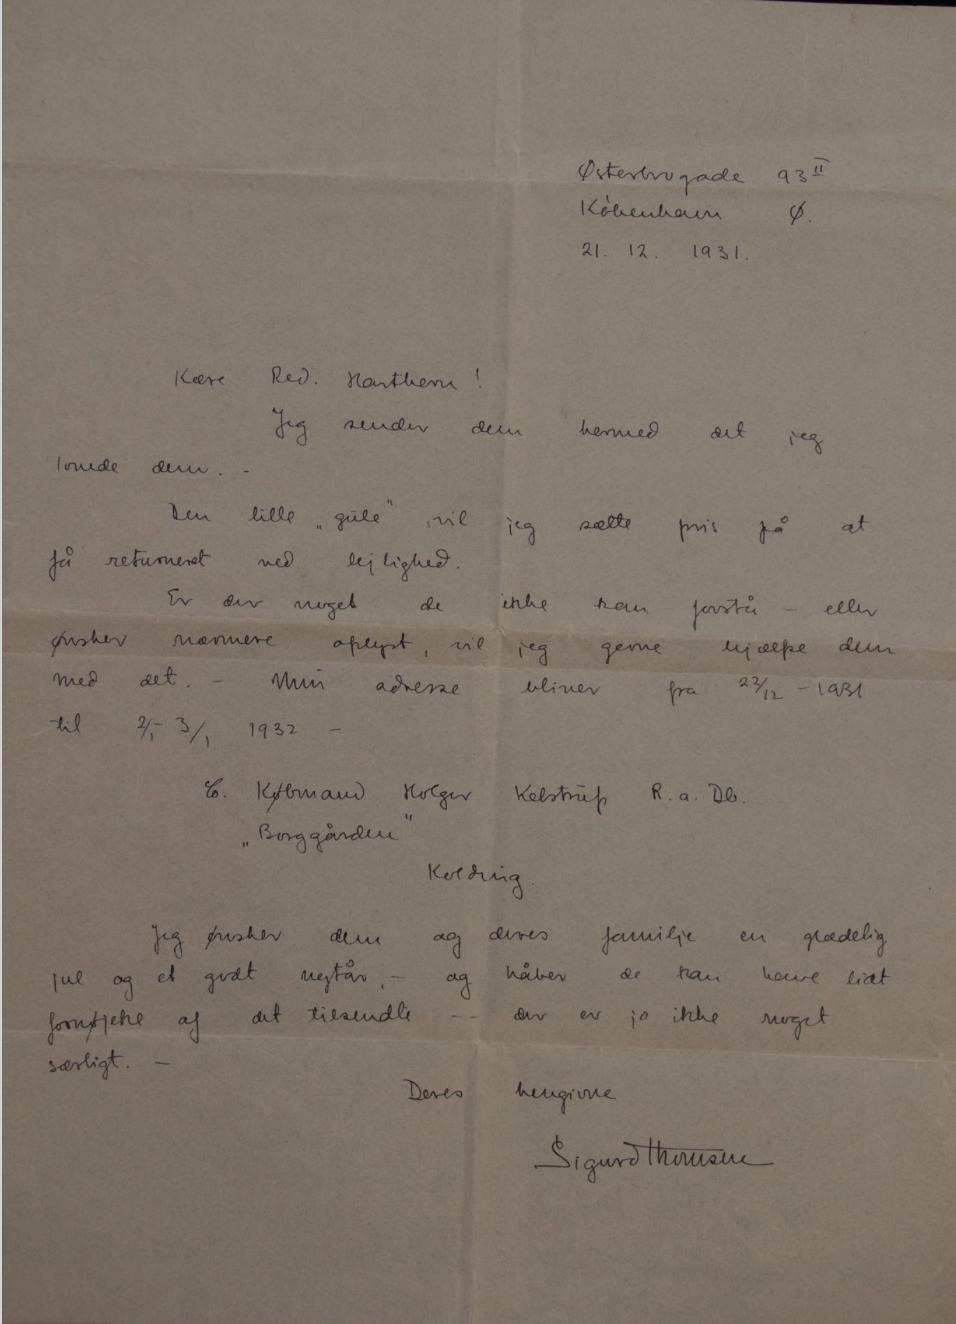 Østerbrogade 93 II
København Ø.
21. 12. 1931.
Kære Red. Harthern!
Jeg sender dem hermed det jeg
lovede dem. -
Den lille „gule" vil jeg sætte pris på at
få returneret ved lejlighed.
Er der noget de ikke kan forstå - eller
ønsker nærmere oplyst, vil jeg gerne hjælpe dem
med det. - Min adresse bliver fra 22/12 - 1931
til 2/1- 3/1 1932 -
C. Købmand Holger Kelstrup R. a. Db.
„Borggården"
Kolding.
Jeg ønsker dem og deres familje en glædelig
jul og et godt nytår, - og håber de kan have lidt
fornøjelse af det tilsendte -- der er jo ikke noget
særligt. -
Deres hengivne
Sigurd Thomsen